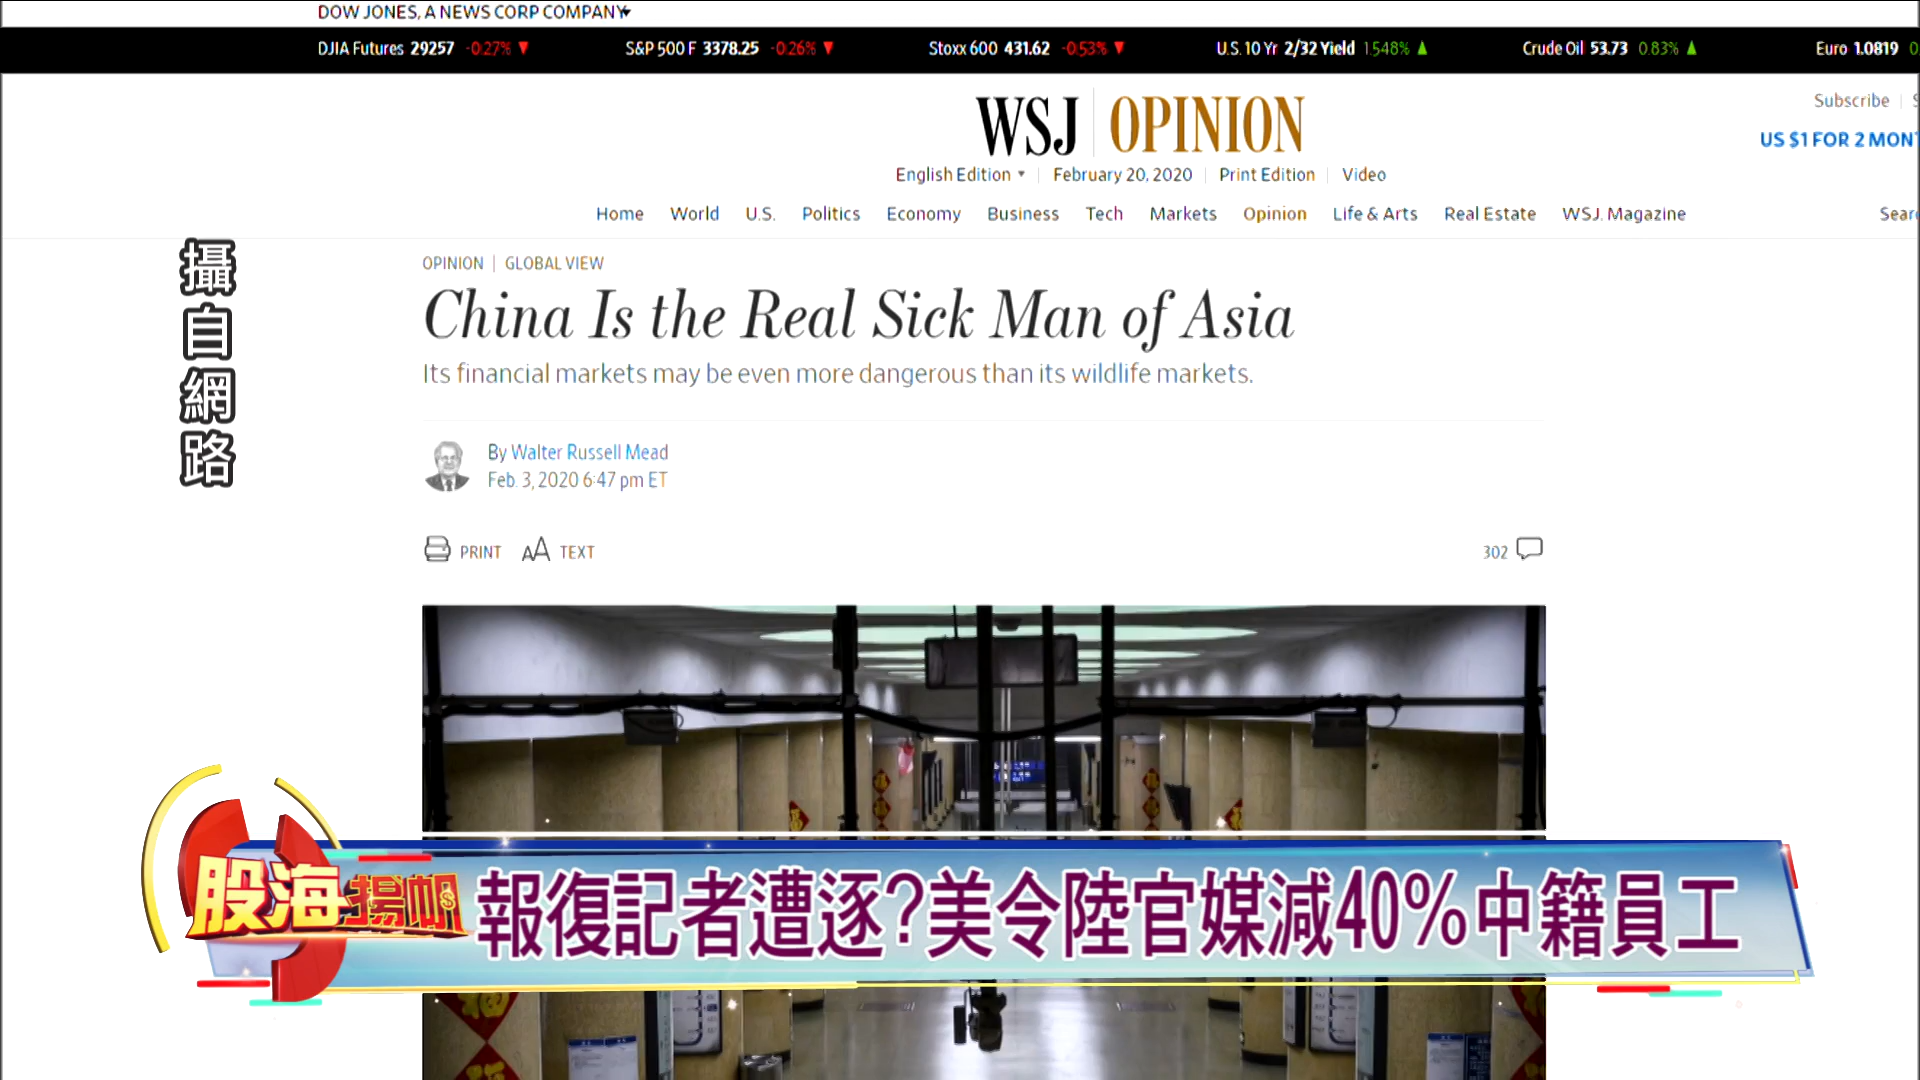 DOW JONES, A NEWS CORP COMPANY
DJIA Futures 29257 -0.27% ▼ S&P 500 F 3378.25 -0.26% ▼ Stoxx 600 431.62 -0.53% ▼ U.S. 10 Yr 2/32 Yield 1.548% ▲ Crude Oil 53.73 0.83% ▲ Euro 1.0819 0
WSJ OPINION
Subscribe
US $1 FOR 2 MONT
English Edition February 20, 2020 Print Edition Video
Home World U.S. Politics Economy Business Tech Markets Opinion Life & Arts Real Estate WSJ. Magazine Sear
攝自網路
OPINION | GLOBAL VIEW
China Is the Real Sick Man of Asia
Its financial markets may be even more dangerous than its wildlife markets.
By Walter Russell Mead
Feb. 3, 2020 6:47 pm ET
PRINT AA TEXT
302
股海揚帆
報復記者遭逐?美令陸官媒減40%中籍員工